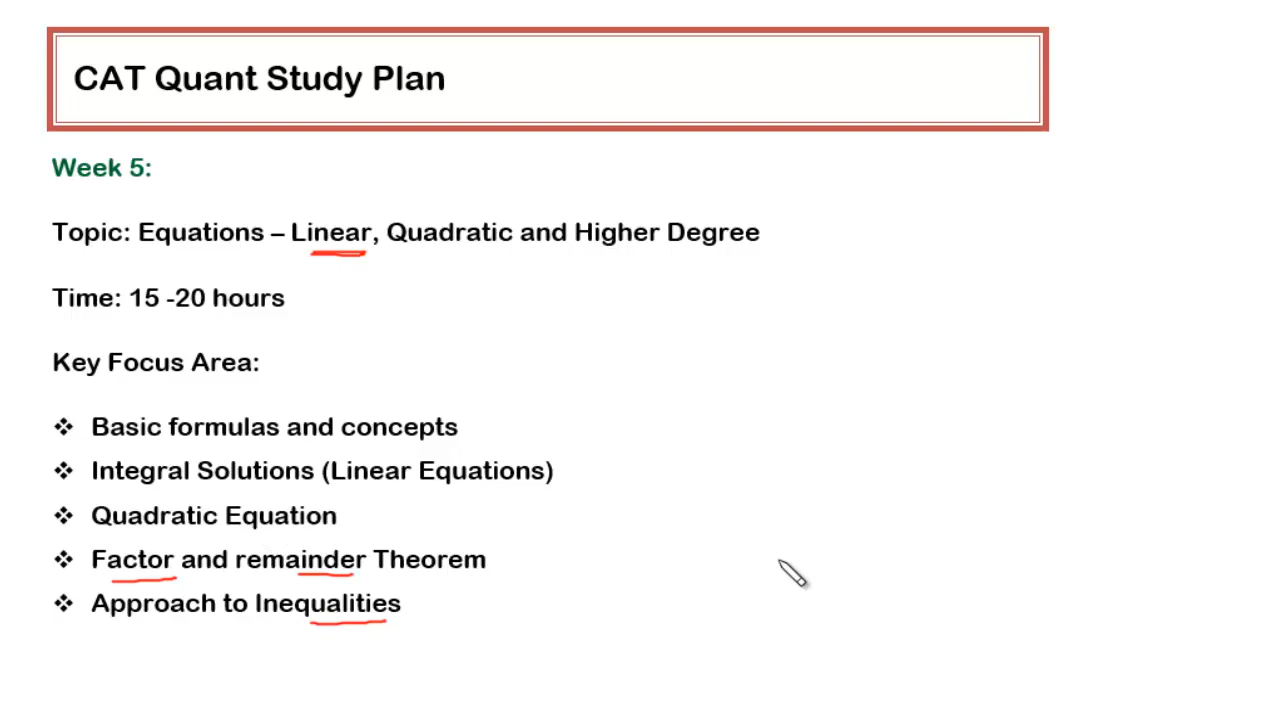 CAT Quant Study Plan
Week 5:
Topic: Equations – Linear, Quadratic and Higher Degree
Time: 15 -20 hours
Key Focus Area:
❖ Basic formulas and concepts
❖ Integral Solutions (Linear Equations)
❖ Quadratic Equation
❖ Factor and remainder Theorem
❖ Approach to Inequalities